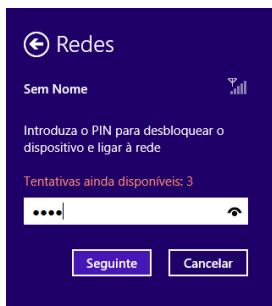 Redes
Sem Nome
Introduza o PIN para desbloquear o
dispositivo e ligar à rede
Tentativas ainda disponíveis: 3
••••
Seguinte Cancelar